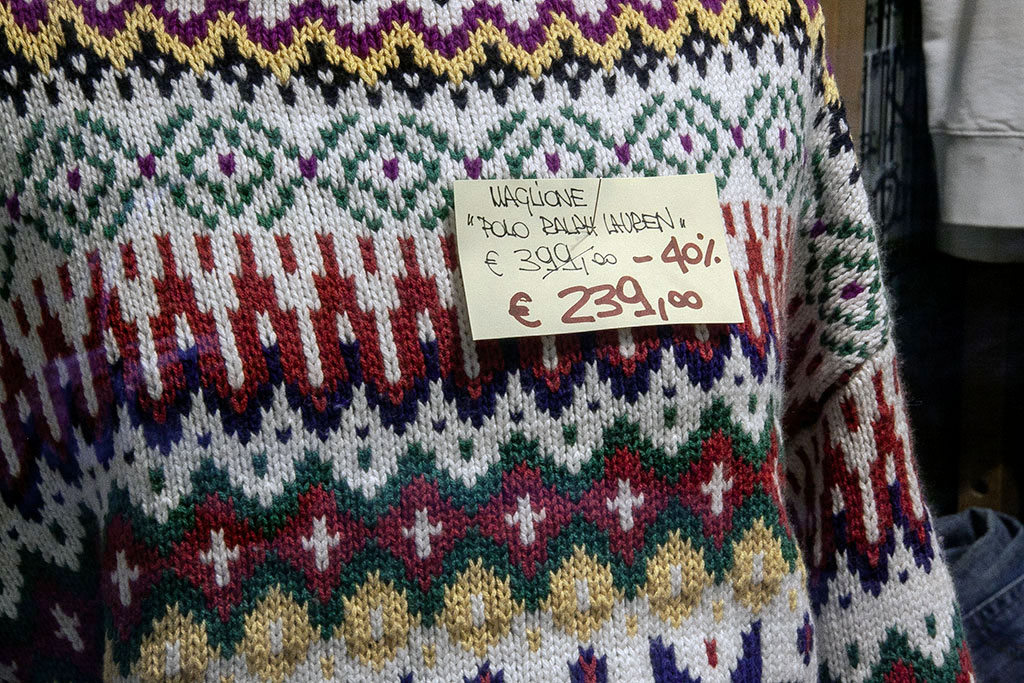 MAGLIONE
"POLO RALPH LAUREN"
€ 399,00 - 40%
€ 239,00